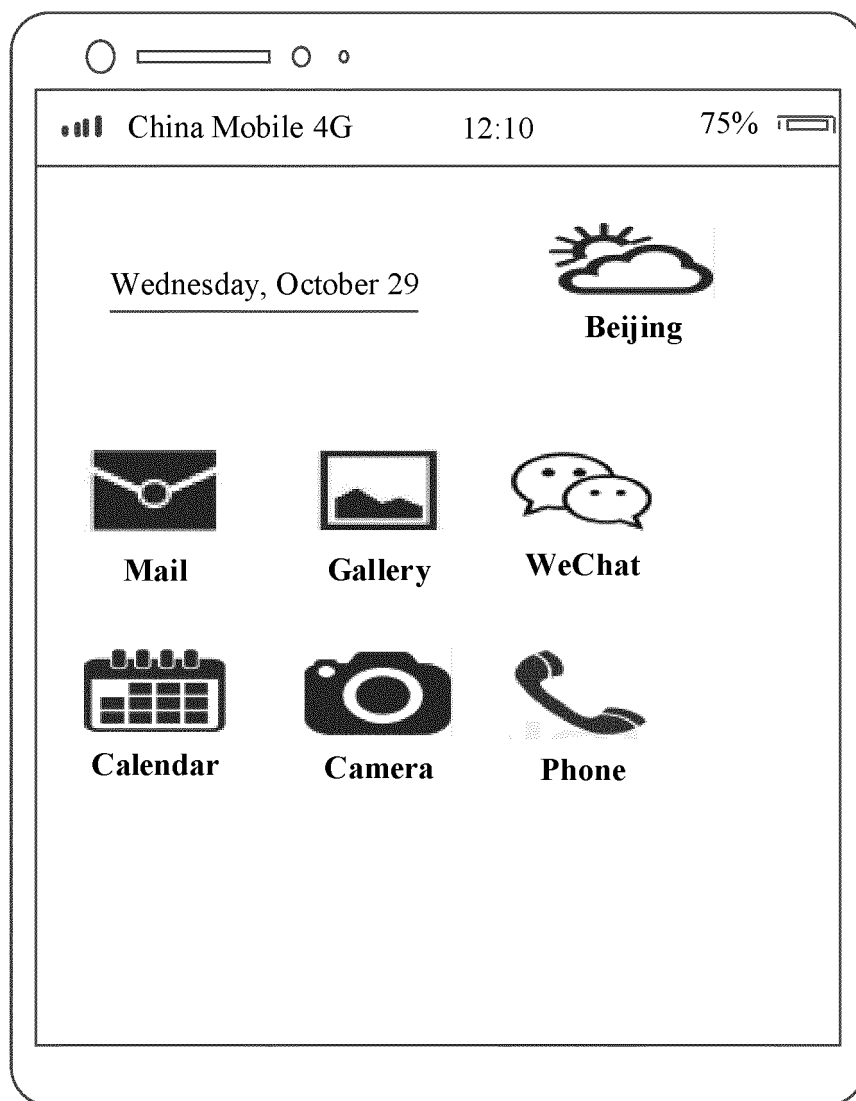 China Mobile 4G 12:10 75%
Wednesday, October 29
Beijing
Mail Gallery WeChat
Calendar Camera Phone